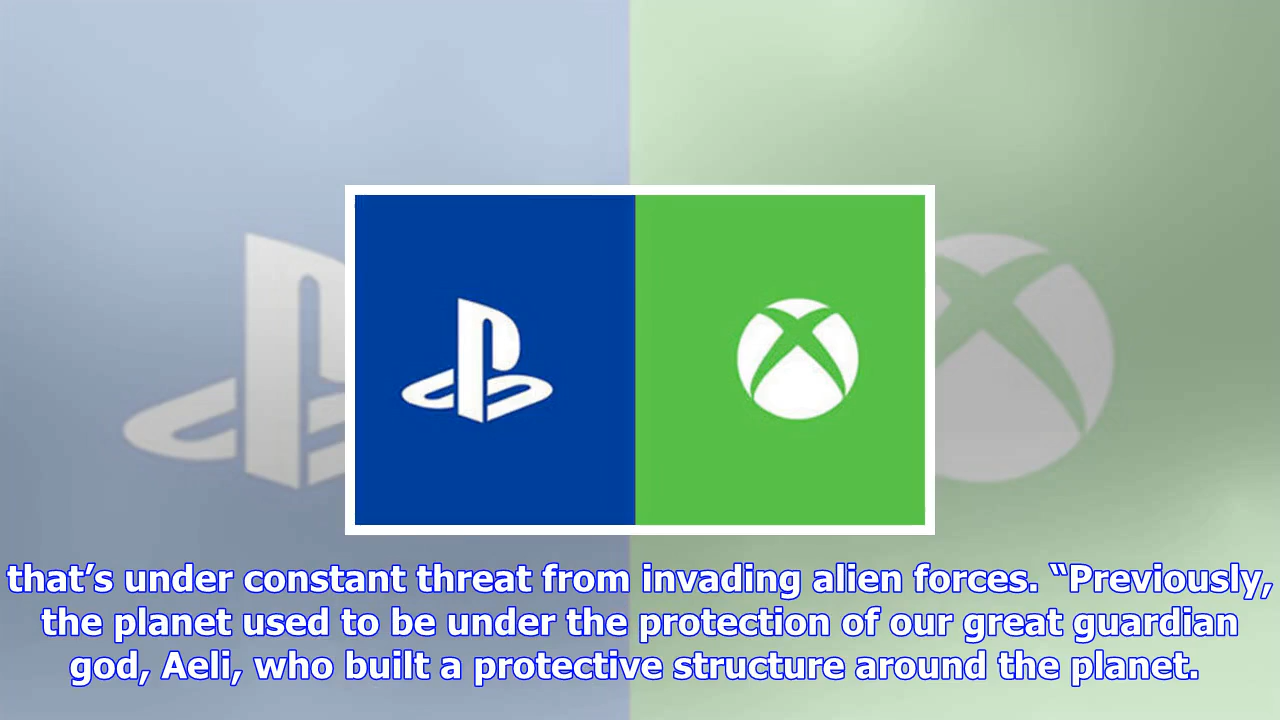 that’s under constant threat from invading alien forces. “Previously,
the planet used to be under the protection of our great guardian
god, Aeli, who built a protective structure around the planet.